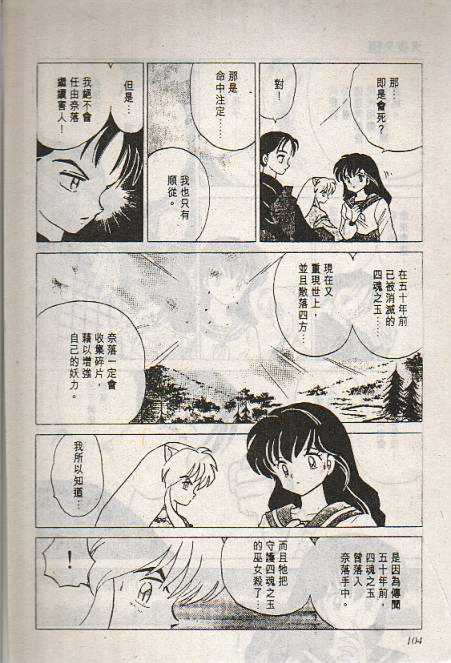 那…
即是會死？
對！
那是
命中注定……
我也只有
順從。
但是…
我絕不會
任由奈落
繼續害人！
在五十年前
已被消滅的
四魂之玉……
現在又
重現世上，
並且散落四方…
奈落一定會
收集碎片，
藉以增強
自己的妖力。
我所以知道…
是因為傳聞
五十年前，
四魂之玉
曾落入
奈落手中。
而且牠把
守護四魂之玉
的巫女殺了…
！
104